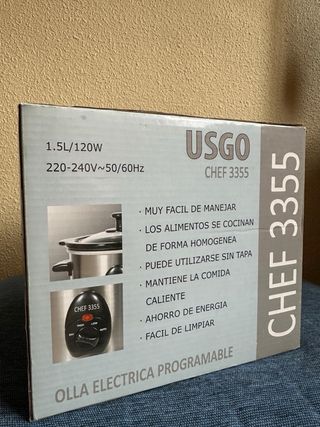 1.5L/120W
220-240V~50/60Hz
USGO
CHEF 3355
· MUY FACIL DE MANEJAR
· LOS ALIMENTOS SE COCINAN
DE FORMA HOMOGENEA
· PUEDE UTILIZARSE SIN TAPA
· MANTIENE LA COMIDA
CALIENTE
· AHORRO DE ENERGIA
· FACIL DE LIMPIAR
CHEF 3355
OLLA ELECTRICA PROGRAMABLE
CHEF 3355